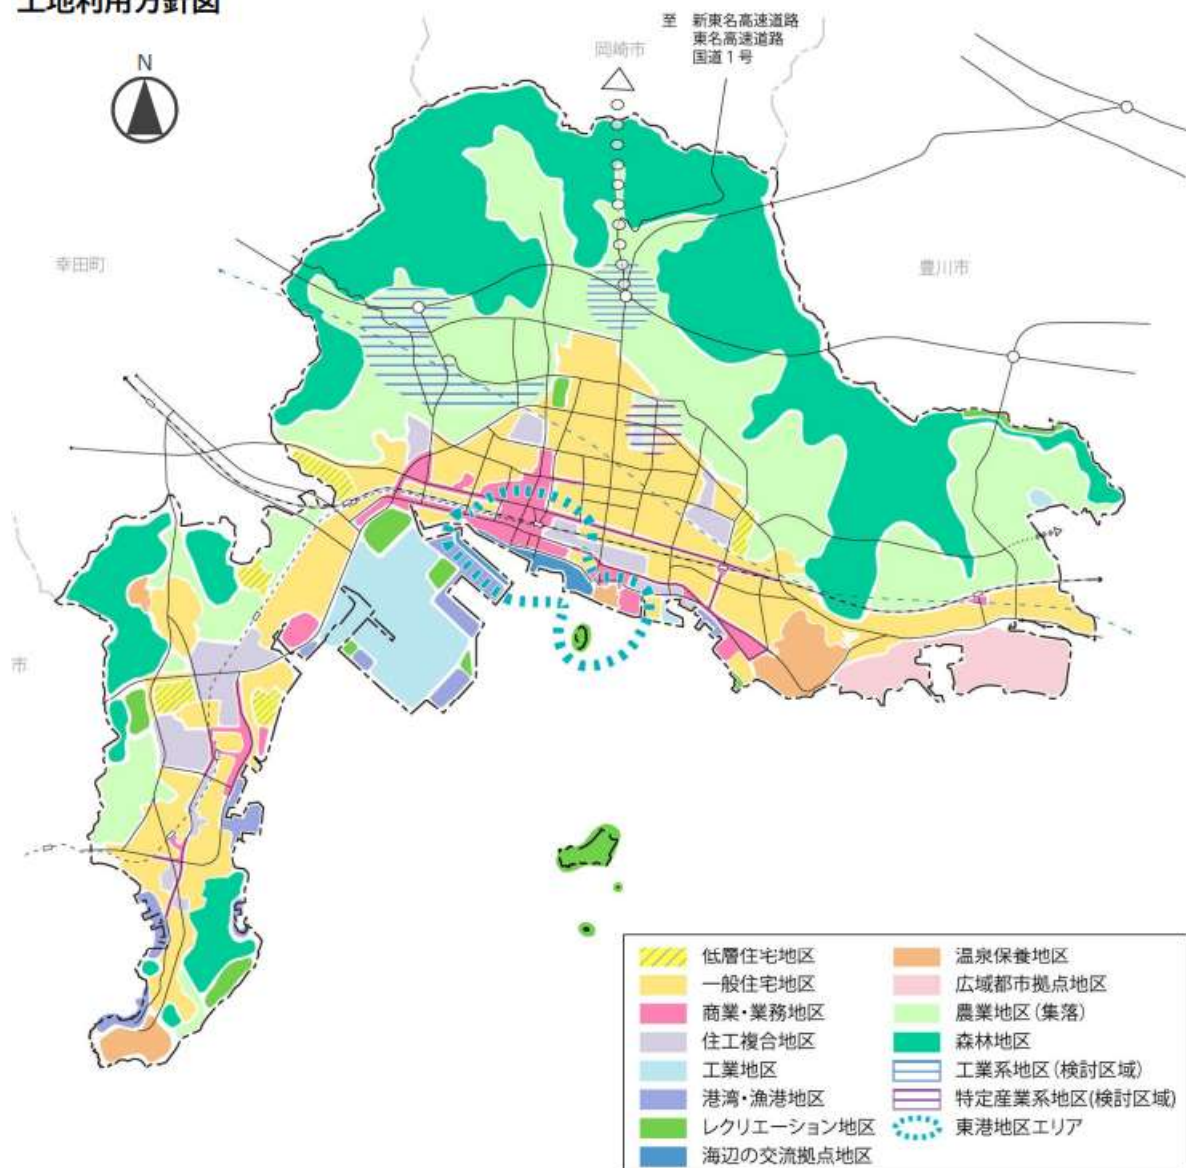 土地利用方針図
至 新東名高速道路
東名高速道路
国道1号
岡崎市
N
幸田町
豊川市
市
低層住宅地区
一般住宅地区
商業・業務地区
住工複合地区
工業地区
港湾・漁港地区
レクリエーション地区
海辺の交流拠点地区
温泉保養地区
広域都市拠点地区
農業地区(集落)
森林地区
工業系地区(検討区域)
特定産業系地区(検討区域)
東港地区エリア